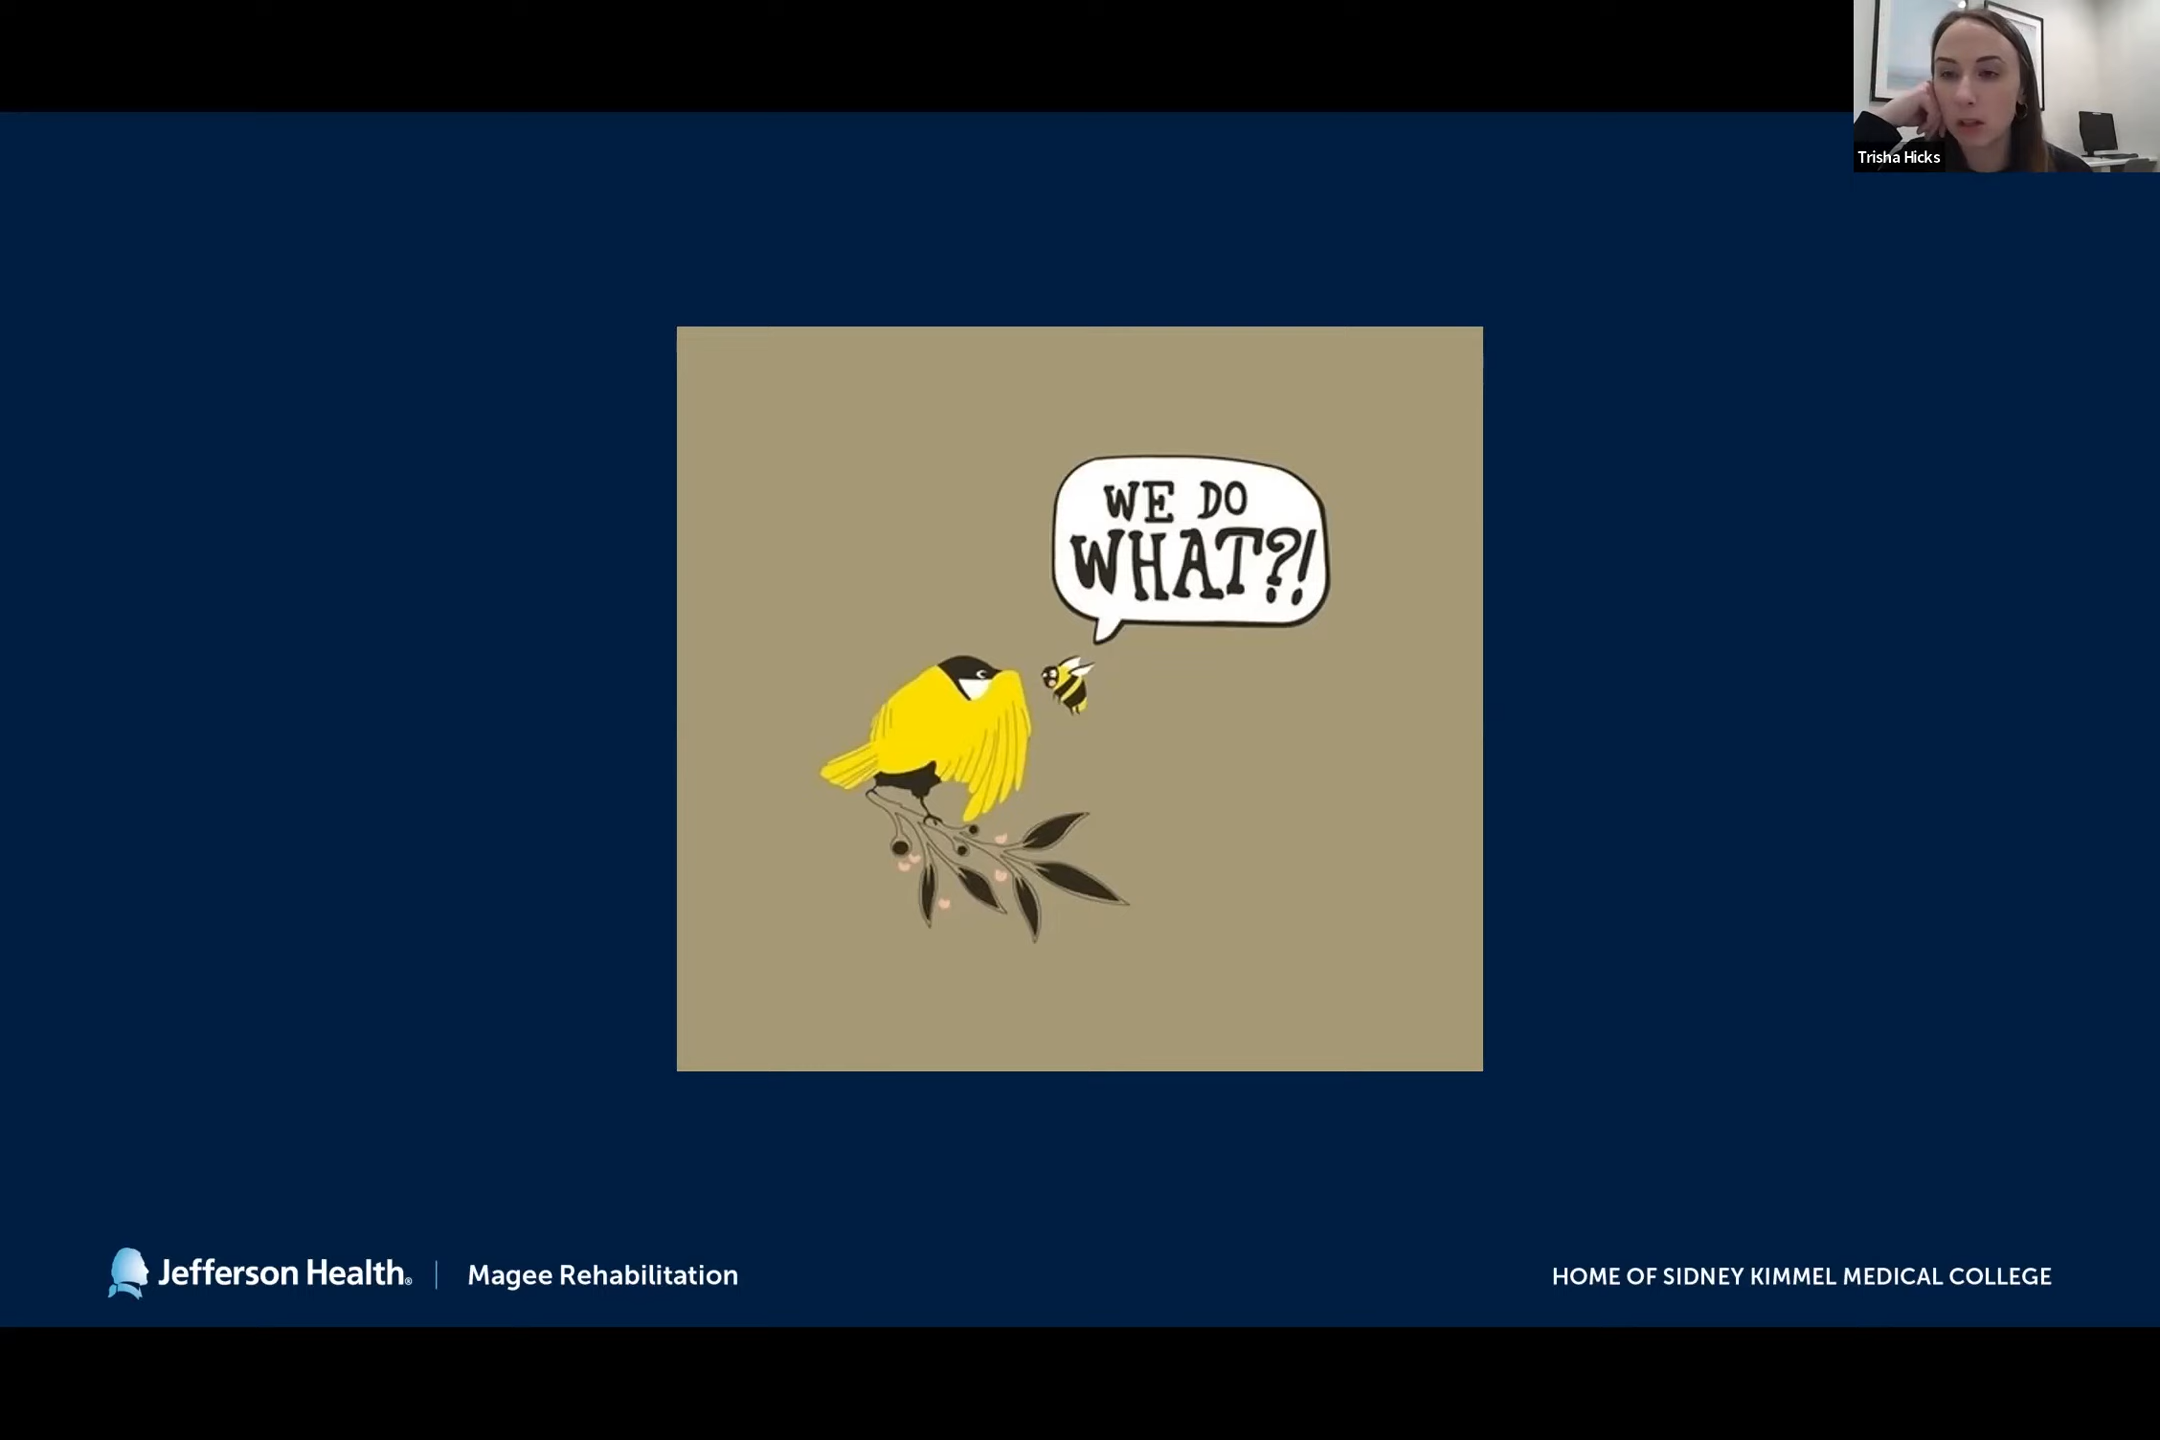 Trisha Hicks
WE DO
WHAT?!
Jefferson Health®
Magee Rehabilitation
HOME OF SIDNEY KIMMEL MEDICAL COLLEGE